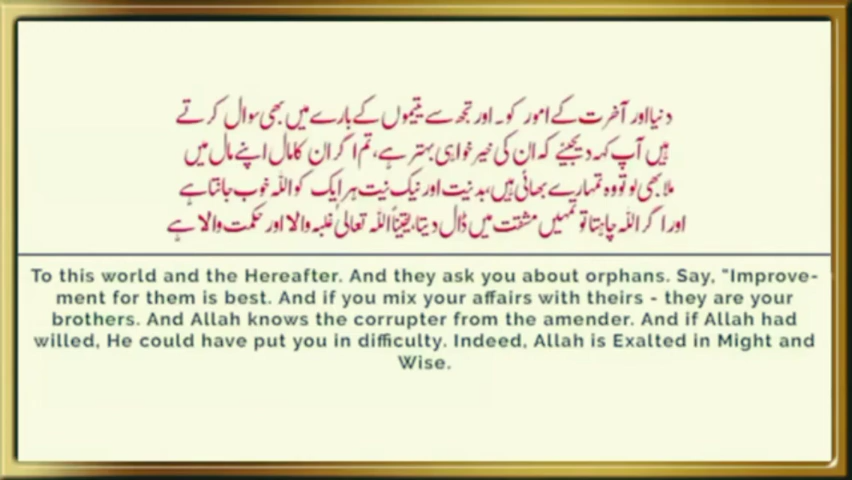 دنیا اور آخرت کے امور کو۔ اور تجھ سے یتیموں کے بارے میں بھی سوال کرتے
ہیں آپ کہہ دیجیئے کہ ان کی خیر خواہی بہتر ہے، تم اگر ان کا مال اپنے مال میں
ملا بھی لو تو وہ تمہارے بھائی ہیں، بد نیت اور نیک نیت ہر ایک کو اللہ خوب جانتا ہے
اور اگر اللہ چاہتا تو تمہیں مشقت میں ڈال دیتا، یقیناً اللہ تعالیٰ غلبہ والا اور حکمت والا ہے
To this world and the Hereafter. And they ask you about orphans. Say, "Improve-
ment for them is best. And if you mix your affairs with theirs - they are your
brothers. And Allah knows the corrupter from the amender. And if Allah had
willed, He could have put you in difficulty. Indeed, Allah is Exalted in Might and
Wise.